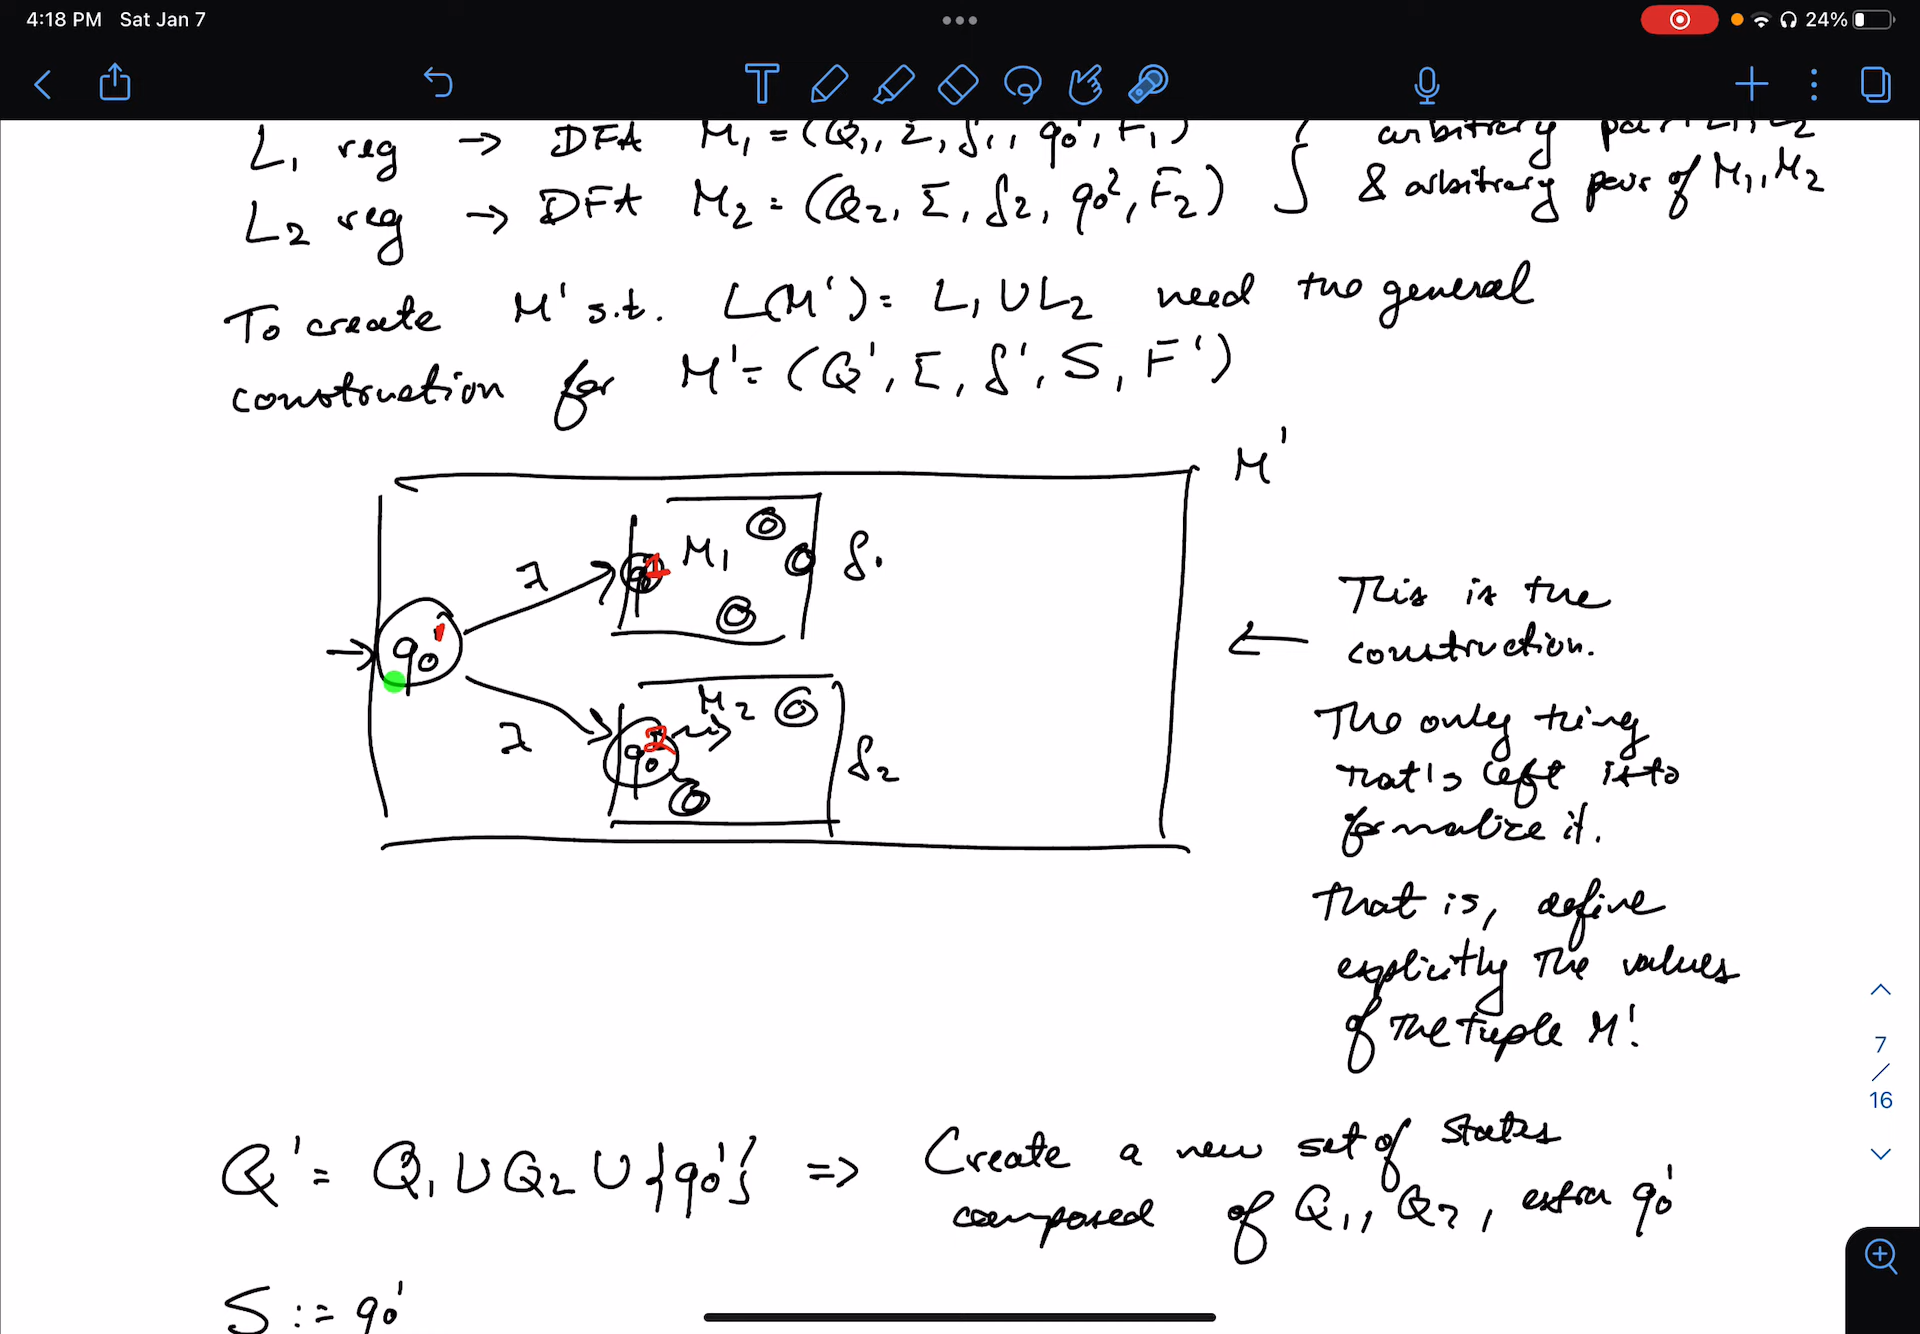 4:18 PM Sat Jan 7
24%
L₁ reg → DFA M₁ = (Q₁, Σ, δ₁, q₀', F₁) arbitrary pair L₁, L₂
L₂ reg → DFA M₂ = (Q₂, Σ, δ₂, q₀², F₂) & arbitrary pair of M₁, M₂
To create M' s.t. L(M') = L₁ ∪ L₂ need the general
construction for M' = (Q', Σ, δ', S, F')
M'
M₁
δ₁
λ
q₀¹
q₀'
λ
M₂
q₀²
δ₂
← This is the
construction.
The only thing
that's left is to
formalize it.
That is, define
explicitly the values
of the tuple M'.
7
/
16
Q' = Q₁ ∪ Q₂ ∪ {q₀'} => Create a new set of states
composed of Q₁, Q₂, extra q₀'
S := q₀'